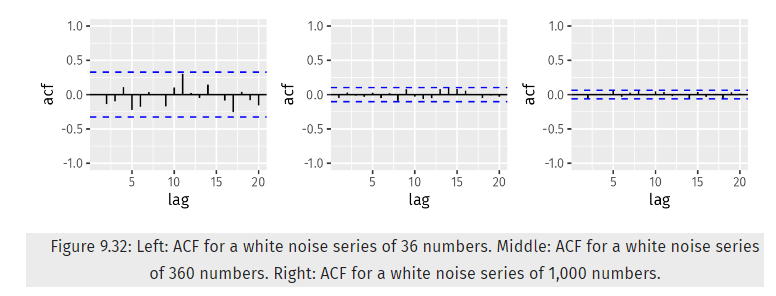 1.0
0.5
0.0
-0.5
-1.0
acf
5 10 15 20
lag
1.0
0.5
0.0
-0.5
-1.0
acf
5 10 15 20
lag
1.0
0.5
0.0
-0.5
-1.0
acf
5 10 15 20
lag
Figure 9.32: Left: ACF for a white noise series of 36 numbers. Middle: ACF for a white noise series
of 360 numbers. Right: ACF for a white noise series of 1,000 numbers.